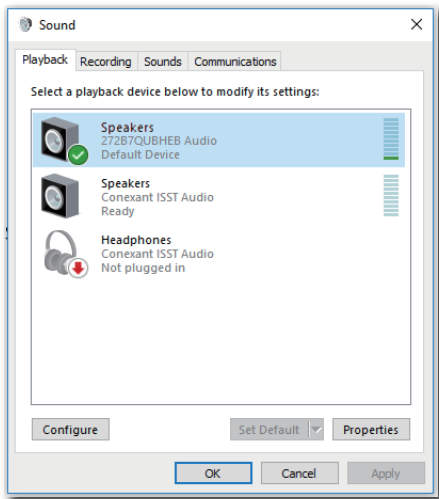 Sound
Playback Recording Sounds Communications
Select a playback device below to modify its settings:
Speakers
272B7QUBHEB Audio
Default Device
Speakers
Conexant ISST Audio
Ready
Headphones
Conexant ISST Audio
Not plugged in
Configure Set Default Properties
OK Cancel Apply